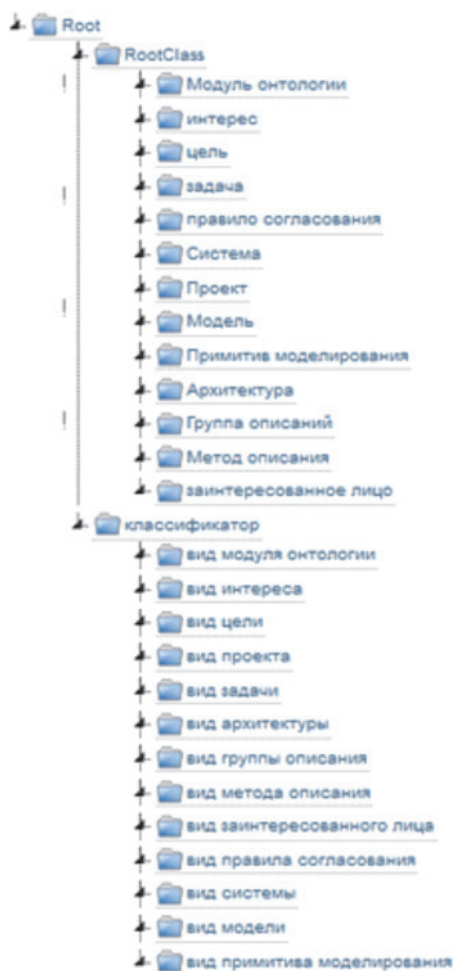 Root
RootClass
Модуль онтологии
интерес
цель
задача
правило согласования
Система
Проект
Модель
Примитив моделирования
Архитектура
Группа описаний
Метод описания
заинтересованное лицо
классификатор
вид модуля онтологии
вид интереса
вид цели
вид проекта
вид задачи
вид архитектуры
вид группы описания
вид метода описания
вид заинтересованного лица
вид правила согласования
вид системы
вид модели
вид примитива моделирования